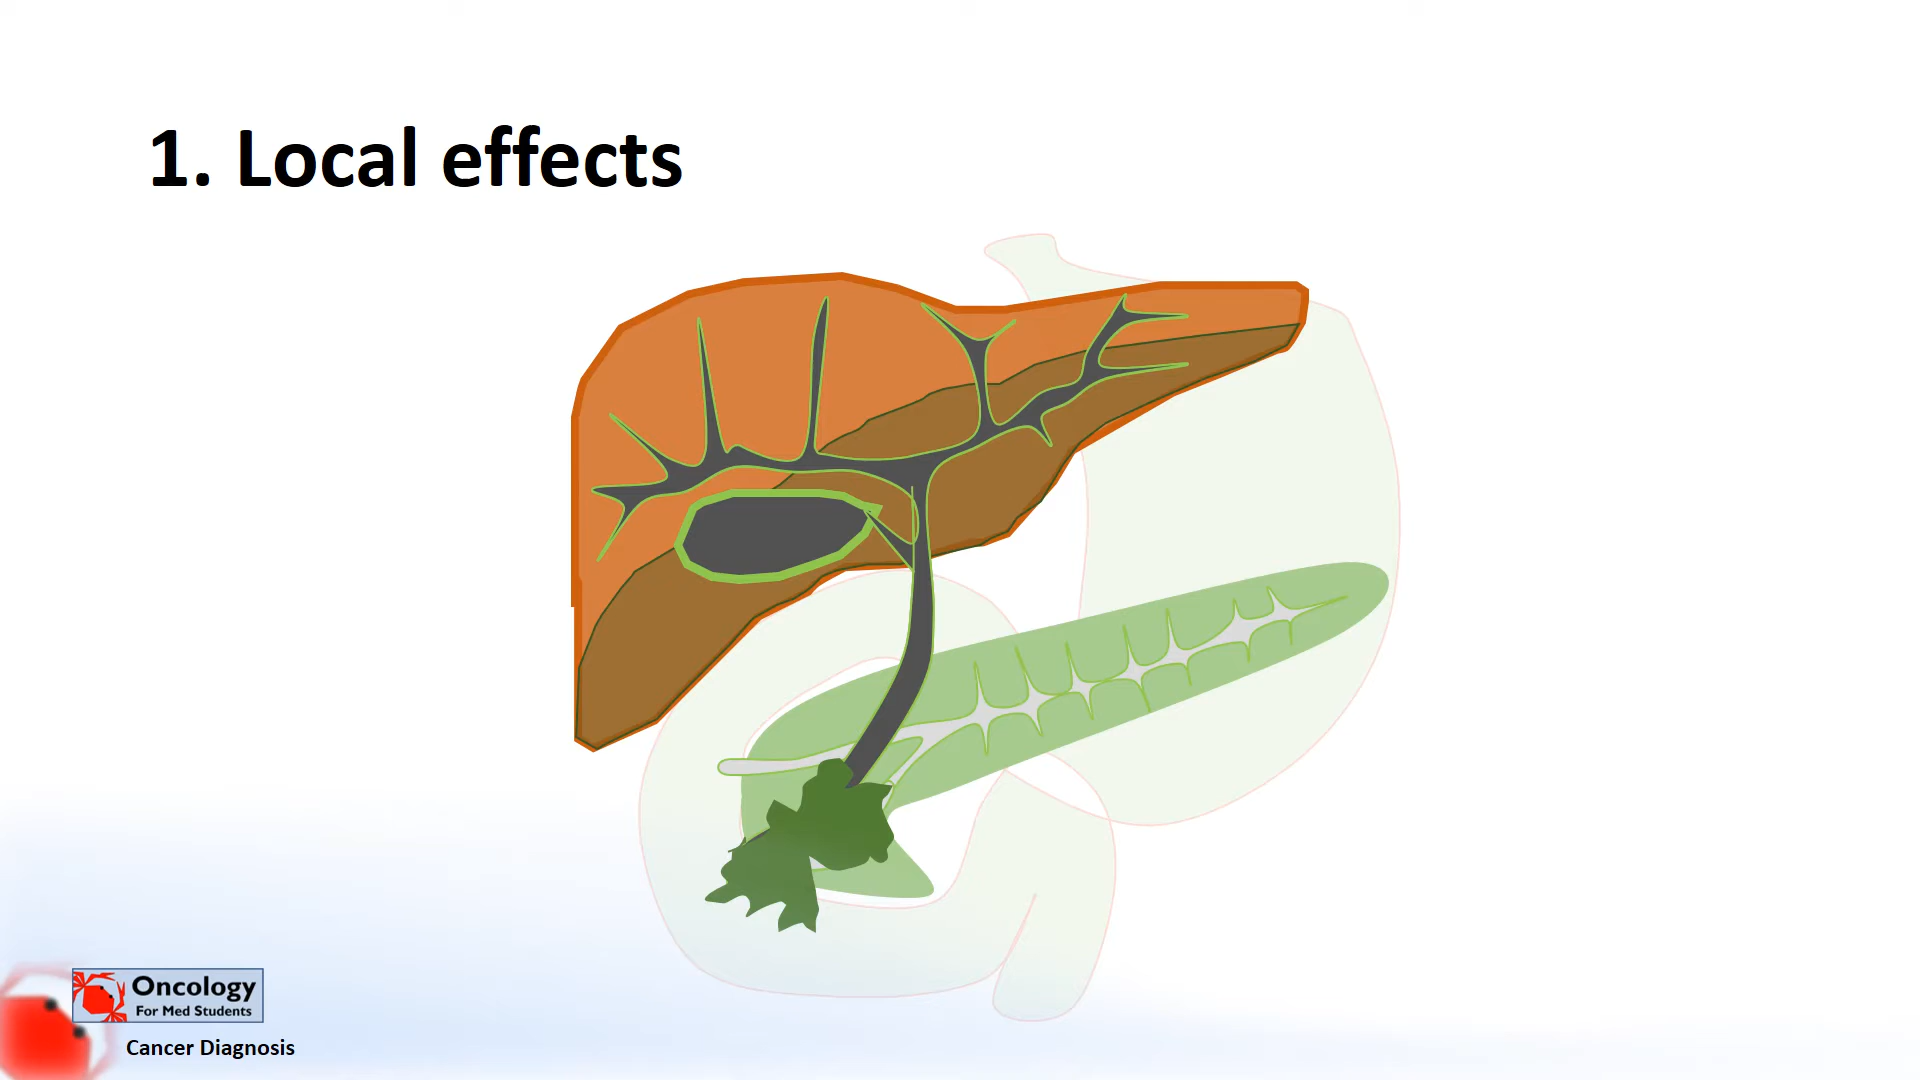 1. Local effects
Oncology
For Med Students
Cancer Diagnosis